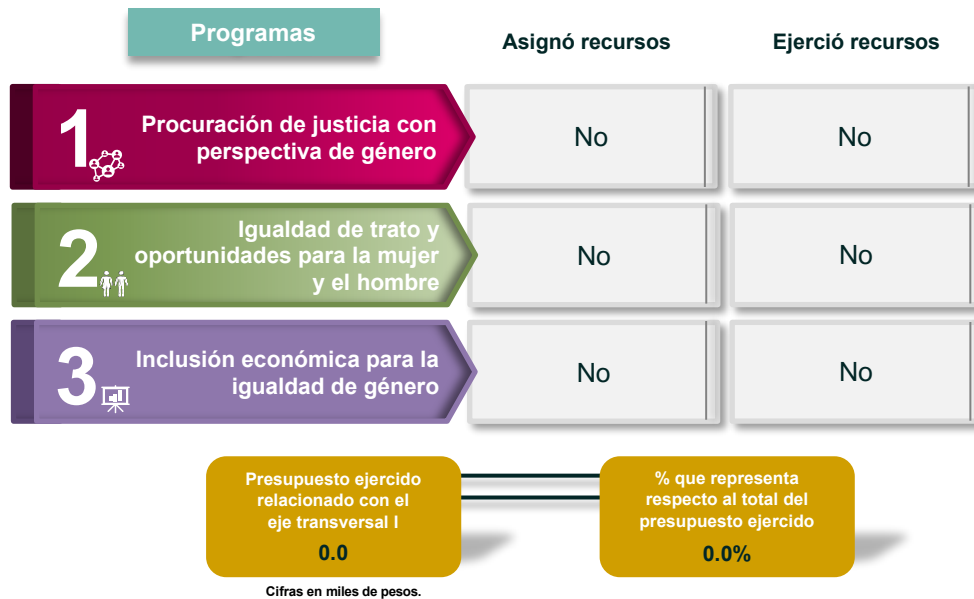 Programas
Asignó recursos
Ejerció recursos
1
Procuración de justicia con
perspectiva de género
No
No
2
Igualdad de trato y
oportunidades para la mujer
y el hombre
No
No
3
Inclusión económica para la
igualdad de género
No
No
Presupuesto ejercido
relacionado con el
eje transversal I
0.0
% que representa
respecto al total del
presupuesto ejercido
0.0%
Cifras en miles de pesos.